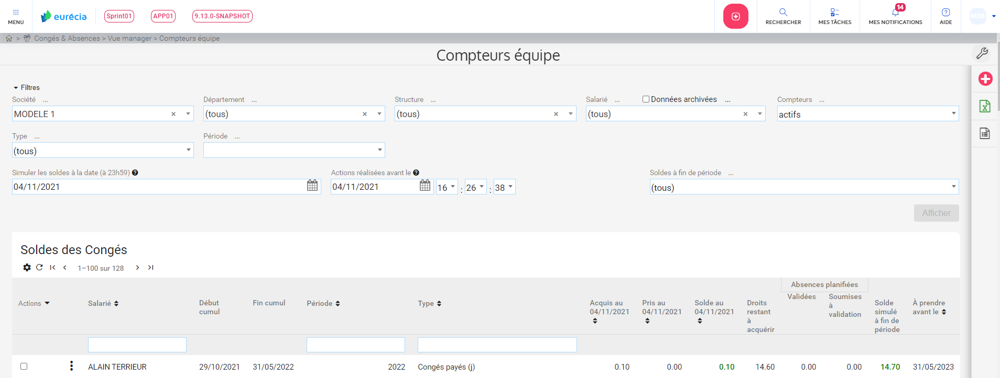 MENU
eurécia
Sprint01
APP01
9.13.0-SNAPSHOT
RECHERCHER
MES TÂCHES
14
MES NOTIFICATIONS
AIDE
MDE
> Congés & Absences > Vue manager > Compteurs équipe
Compteurs équipe
Filtres
Société ... Département ... Structure ... Salarié ... Données archivées ... Compteurs ...
MODELE 1 × (tous) × (tous) × (tous) × actifs
Type ... Période ...
(tous)
Simuler les soldes à la date (à 23h59) ? Actions réalisées avant le ? Soldes à fin de période ...
04/11/2021 04/11/2021 16 : 26 : 38 (tous)
Afficher
Soldes des Congés
1–100 sur 128
Absences planifiées
Actions
Salarié
Début
cumul
Fin cumul
Période
Type
Acquis au
04/11/2021
Pris au
04/11/2021
Solde au
04/11/2021
Droits
restant
à
acquérir
Validées
Soumises
à
validation
Solde
simulé
à fin de
période
À prendre
avant le
ALAIN TERRIEUR 29/10/2021 31/05/2022 2022 Congés payés (j) 0.10 0.00 0.10 14.60 0.00 0.00 14.70 31/05/2023